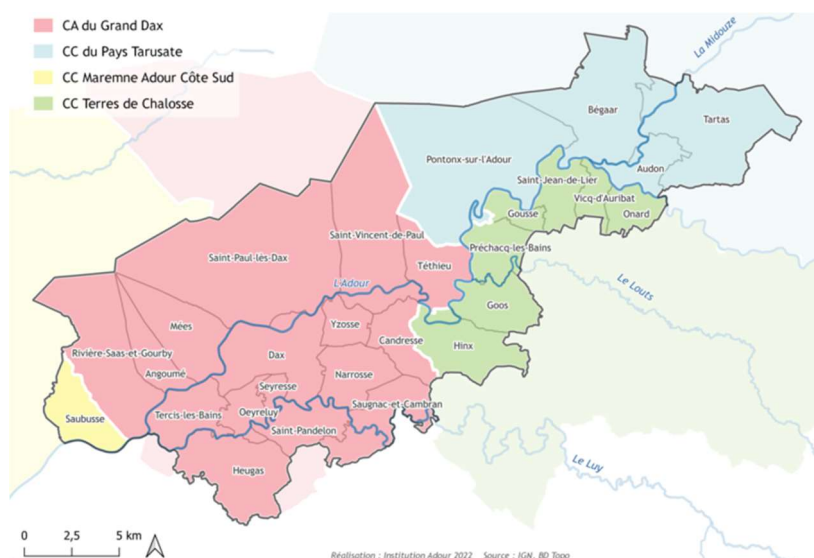 CA du Grand Dax
CC du Pays Tarusate
CC Maremne Adour Côte Sud
CC Terres de Chalosse
La Midouze
Bégaar
Tartas
Pontonx-sur-l'Adour
Audon
Saint-Jean-de-Lier
Vicq-d'Auribat
Gousse
Onard
Saint-Vincent-de-Paul
Préchacq-les-Bains
Saint-Paul-lès-Dax
Téthieu
L'Adour
Le Louts
Goos
Mées
Yzosse
Candresse
Hinx
Rivière-Saas-et-Gourby
Dax
Angoumé
Narrosse
Seyresse
Saugnac-et-Cambran
Saubusse
Tercis-les-Bains
Oeyreluy
Saint-Pandelon
Heugas
Le Luy
0 2,5 5 km
Réalisation : Institution Adour 2022 Source : IGN, BD Topo